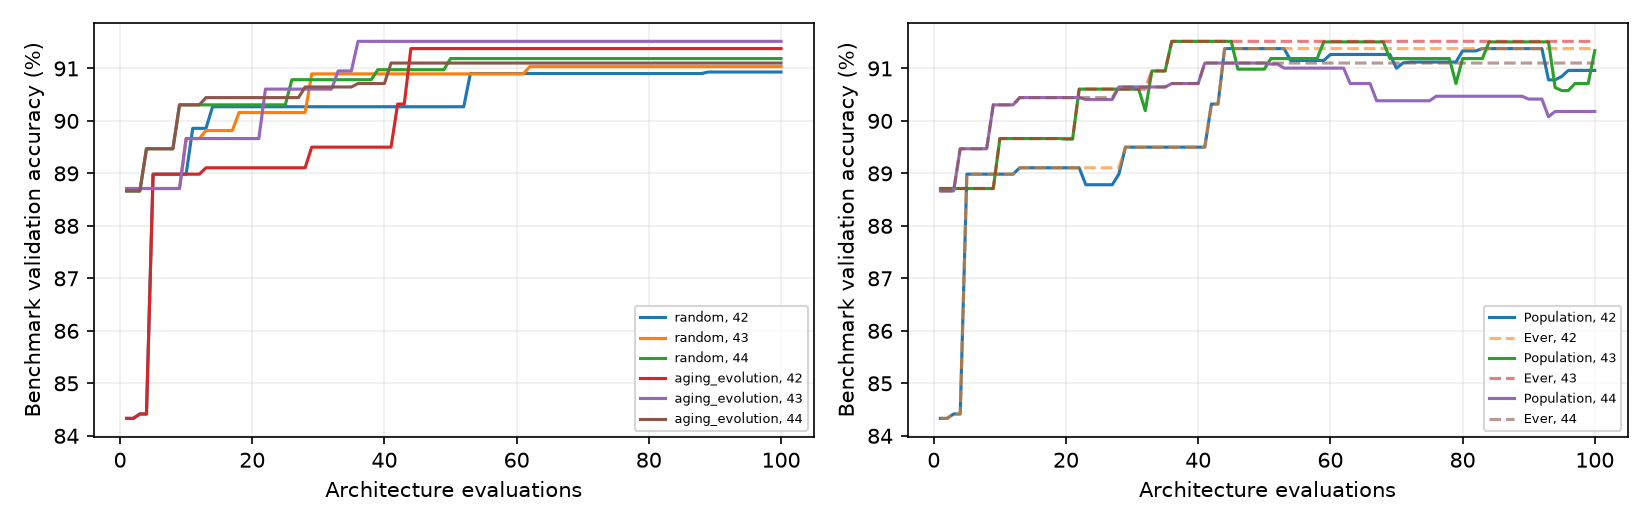 Benchmark validation accuracy (%)
91
90
89
88
87
86
85
84
0
20
40
60
80
100
Architecture evaluations
random, 42
random, 43
random, 44
aging_evolution, 42
aging_evolution, 43
aging_evolution, 44
Benchmark validation accuracy (%)
91
90
89
88
87
86
85
84
0
20
40
60
80
100
Architecture evaluations
Population, 42
Ever, 42
Population, 43
Ever, 43
Population, 44
Ever, 44